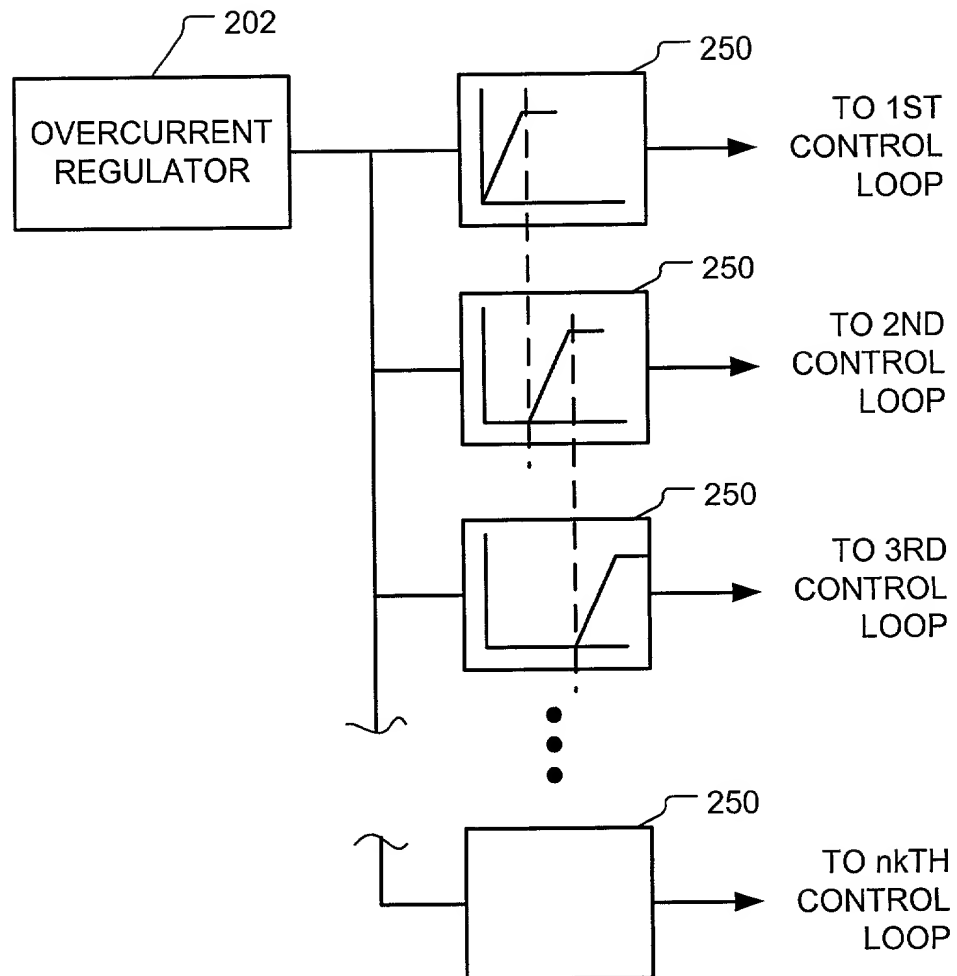 202
OVERCURRENT
REGULATOR
250
TO 1ST
CONTROL
LOOP
250
TO 2ND
CONTROL
LOOP
250
TO 3RD
CONTROL
LOOP
250
TO nkTH
CONTROL
LOOP